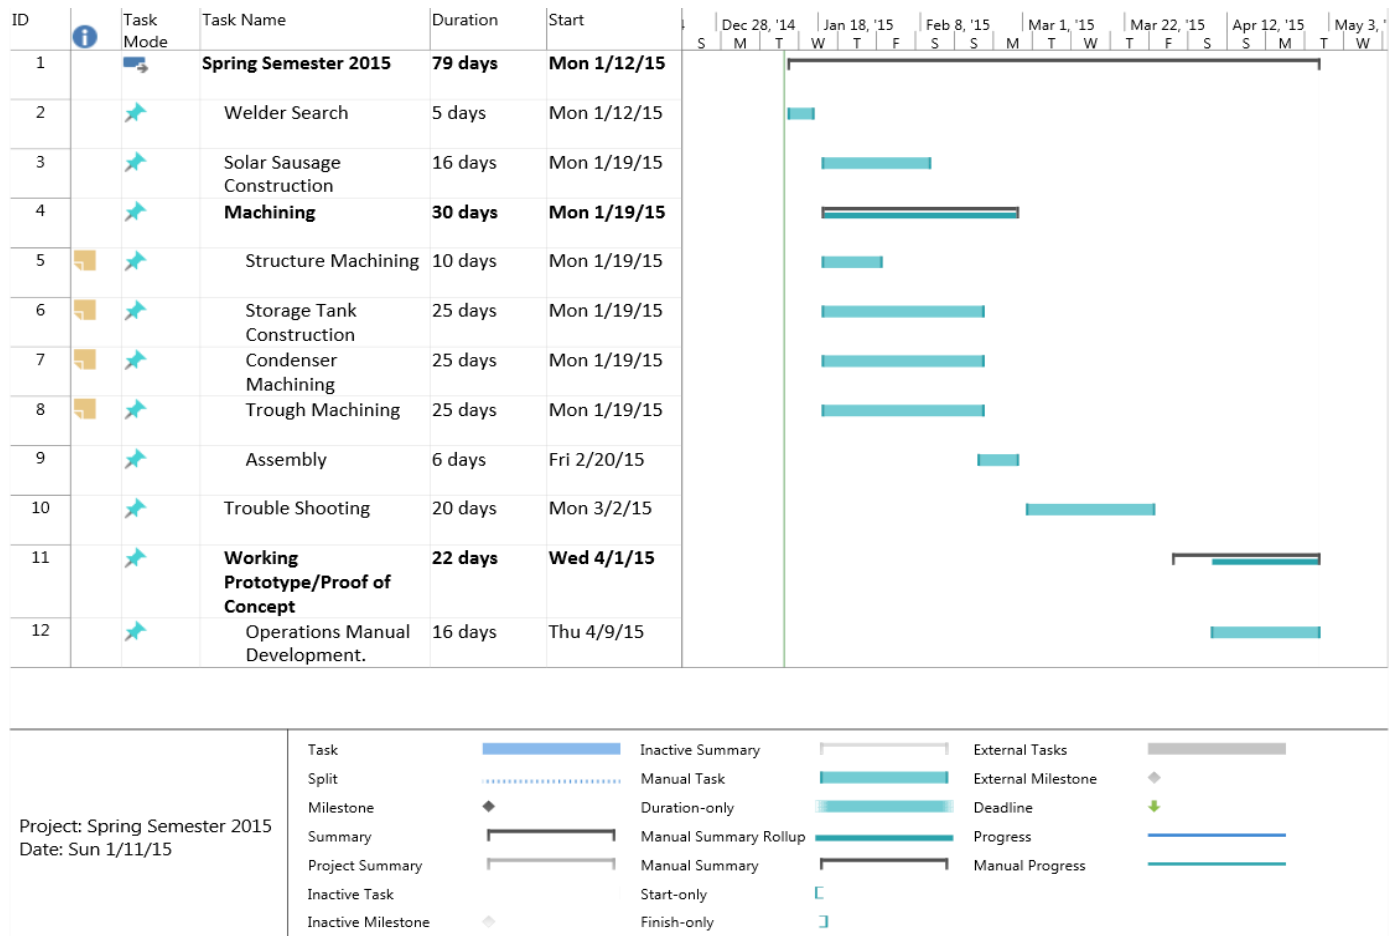 ID Task Mode Task Name Duration Start 4 Dec 28, '14 Jan 18, '15 Feb 8, '15 Mar 1, '15 Mar 22, '15 Apr 12, '15 May 3, '
S M T W T F S S M T W T F S S M T W
1 Spring Semester 2015 79 days Mon 1/12/15
2 Welder Search 5 days Mon 1/12/15
3 Solar Sausage 16 days Mon 1/19/15
Construction
4 Machining 30 days Mon 1/19/15
5 Structure Machining 10 days Mon 1/19/15
6 Storage Tank 25 days Mon 1/19/15
Construction
7 Condenser 25 days Mon 1/19/15
Machining
8 Trough Machining 25 days Mon 1/19/15
9 Assembly 6 days Fri 2/20/15
10 Trouble Shooting 20 days Mon 3/2/15
11 Working 22 days Wed 4/1/15
Prototype/Proof of
Concept
12 Operations Manual 16 days Thu 4/9/15
Development.
Project: Spring Semester 2015
Date: Sun 1/11/15
Task Inactive Summary External Tasks
Split Manual Task External Milestone
Milestone Duration-only Deadline
Summary Manual Summary Rollup Progress
Project Summary Manual Summary Manual Progress
Inactive Task Start-only
Inactive Milestone Finish-only